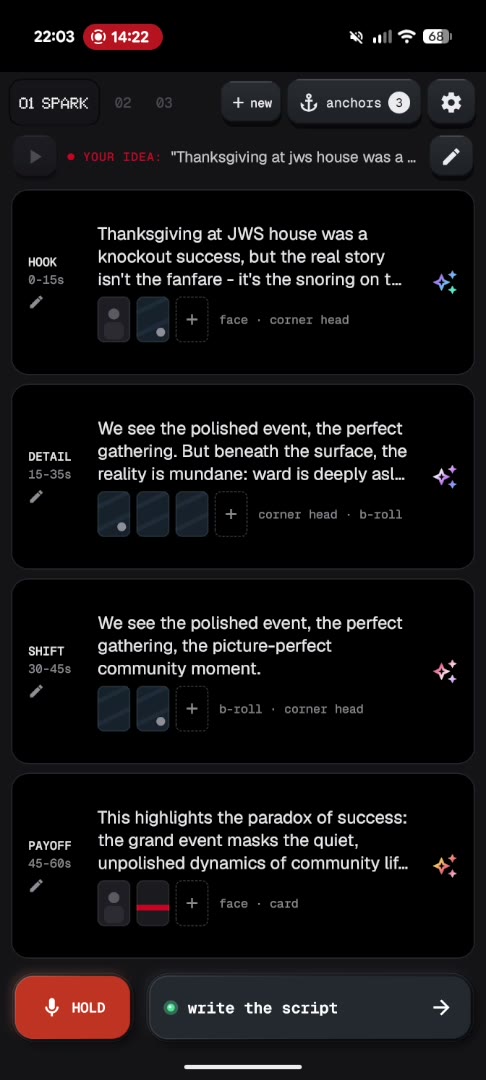 22:03 14:22 68
01 SPARK 02 03 + new anchors 3
YOUR IDEA: "Thanksgiving at jws house was a ...
HOOK
0-15s
Thanksgiving at JWS house was a
knockout success, but the real story
isn't the fanfare - it's the snoring on t...
+ face · corner head
DETAIL
15-35s
We see the polished event, the perfect
gathering. But beneath the surface, the
reality is mundane: ward is deeply asl...
+ corner head · b-roll
SHIFT
30-45s
We see the polished event, the perfect
gathering, the picture-perfect
community moment.
+ b-roll · corner head
PAYOFF
45-60s
This highlights the paradox of success:
the grand event masks the quiet,
unpolished dynamics of community lif...
+ face · card
HOLD
write the script →